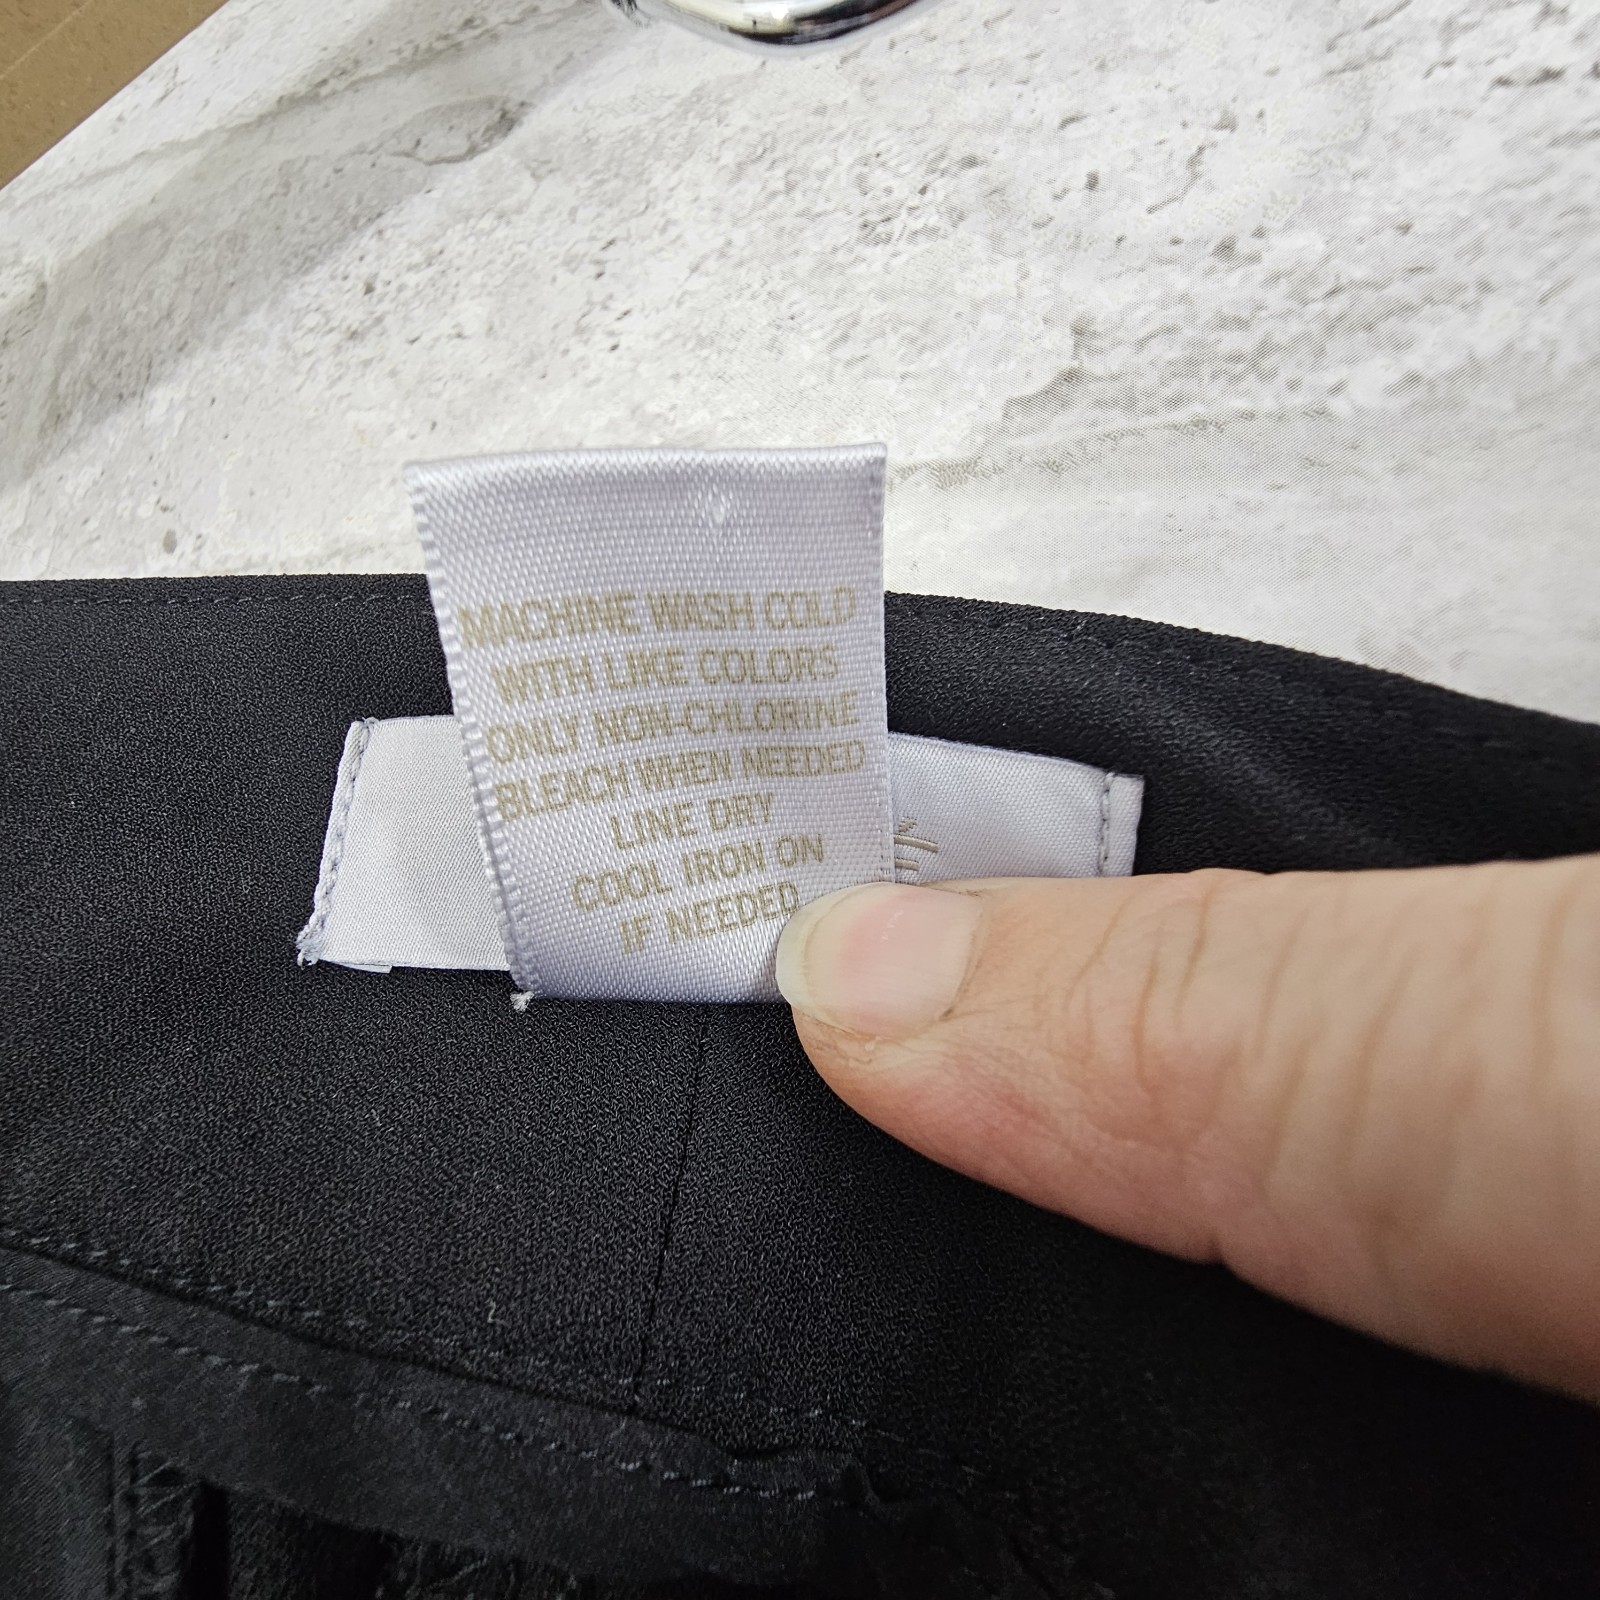 MACHINE WASH COLD
WITH LIKE COLORS
ONLY NON-CHLORINE
BLEACH WHEN NEEDED
LINE DRY
COOL IRON ON
IF NEEDED